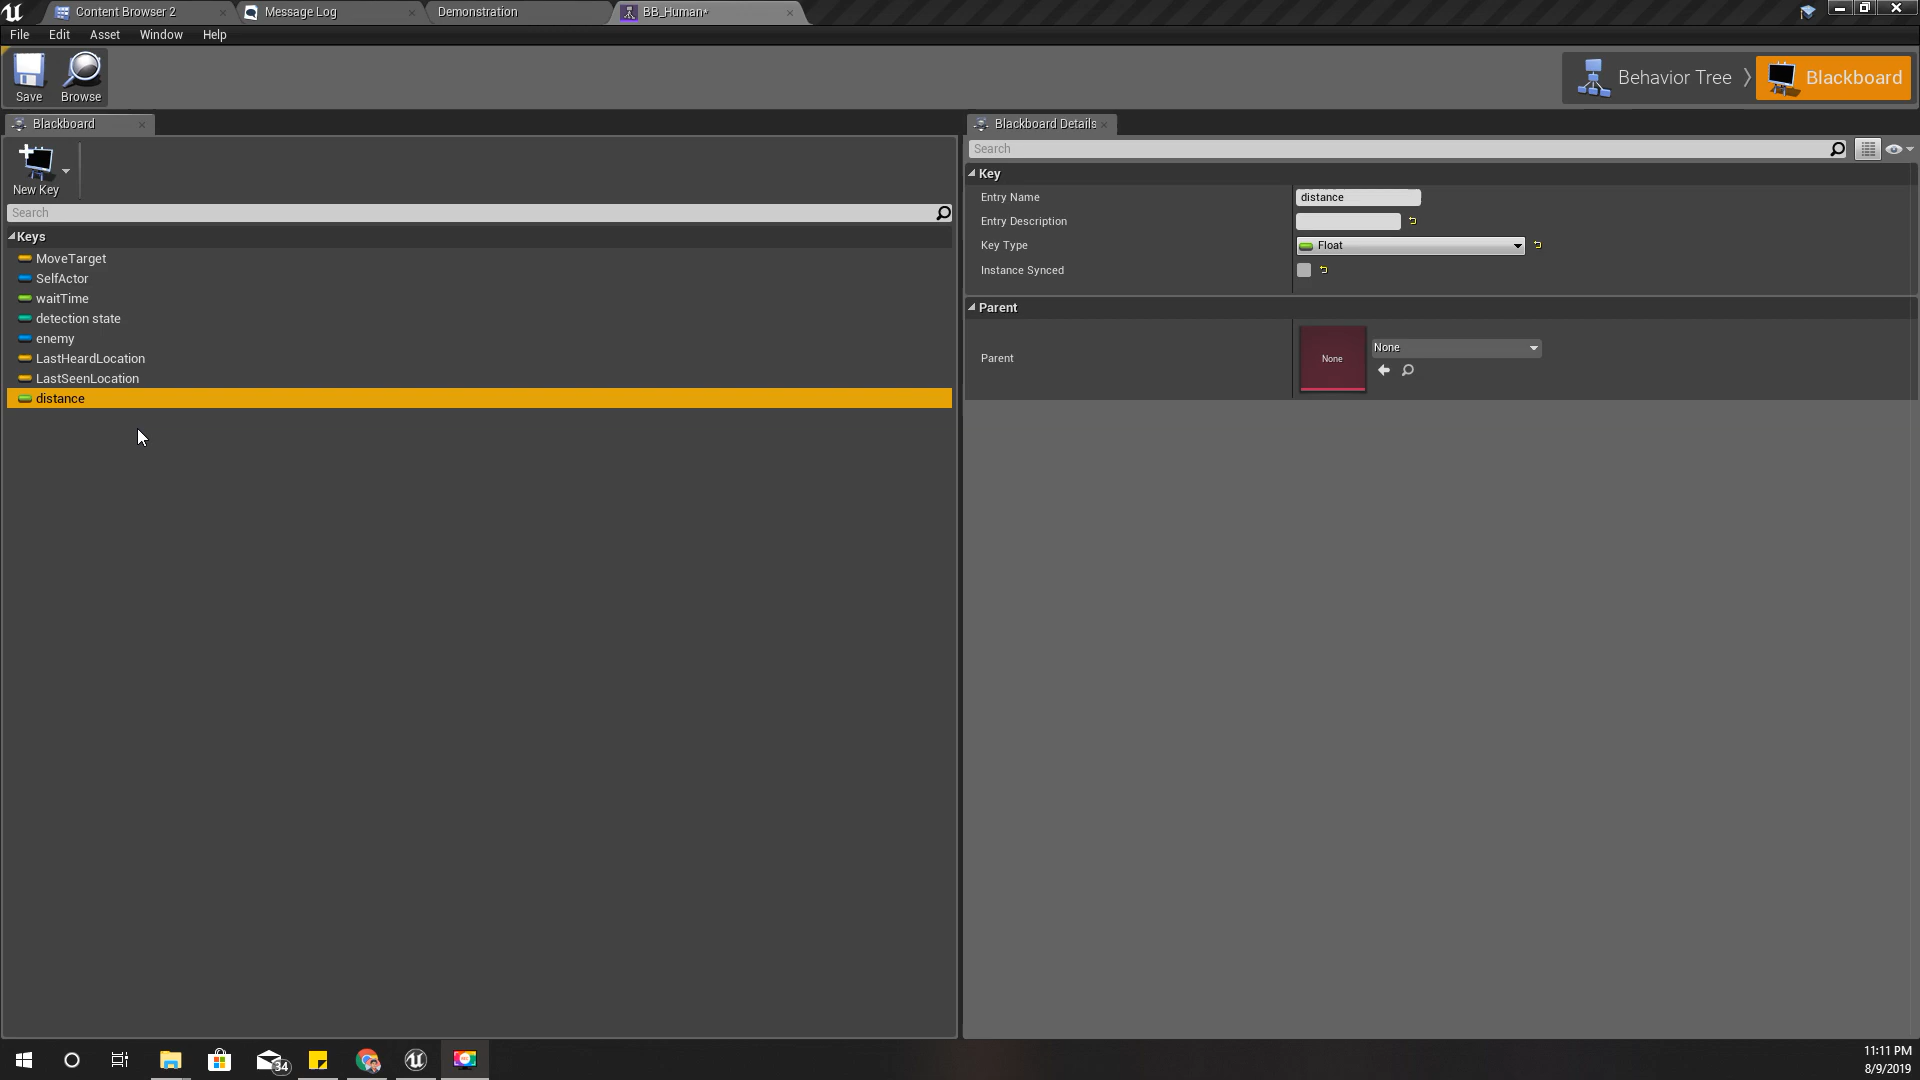 Content Browser 2
Message Log
Demonstration
BB_Human*
File Edit Asset Window Help
Save
Browse
Behavior Tree
Blackboard
Blackboard
New Key
Search
Keys
MoveTarget
SelfActor
waitTime
detection state
enemy
LastHeardLocation
LastSeenLocation
distance
Blackboard Details
Search
Key
Entry Name distance
Entry Description
Key Type Float
Instance Synced
Parent
Parent
None
None
34
11:11 PM
8/9/2019